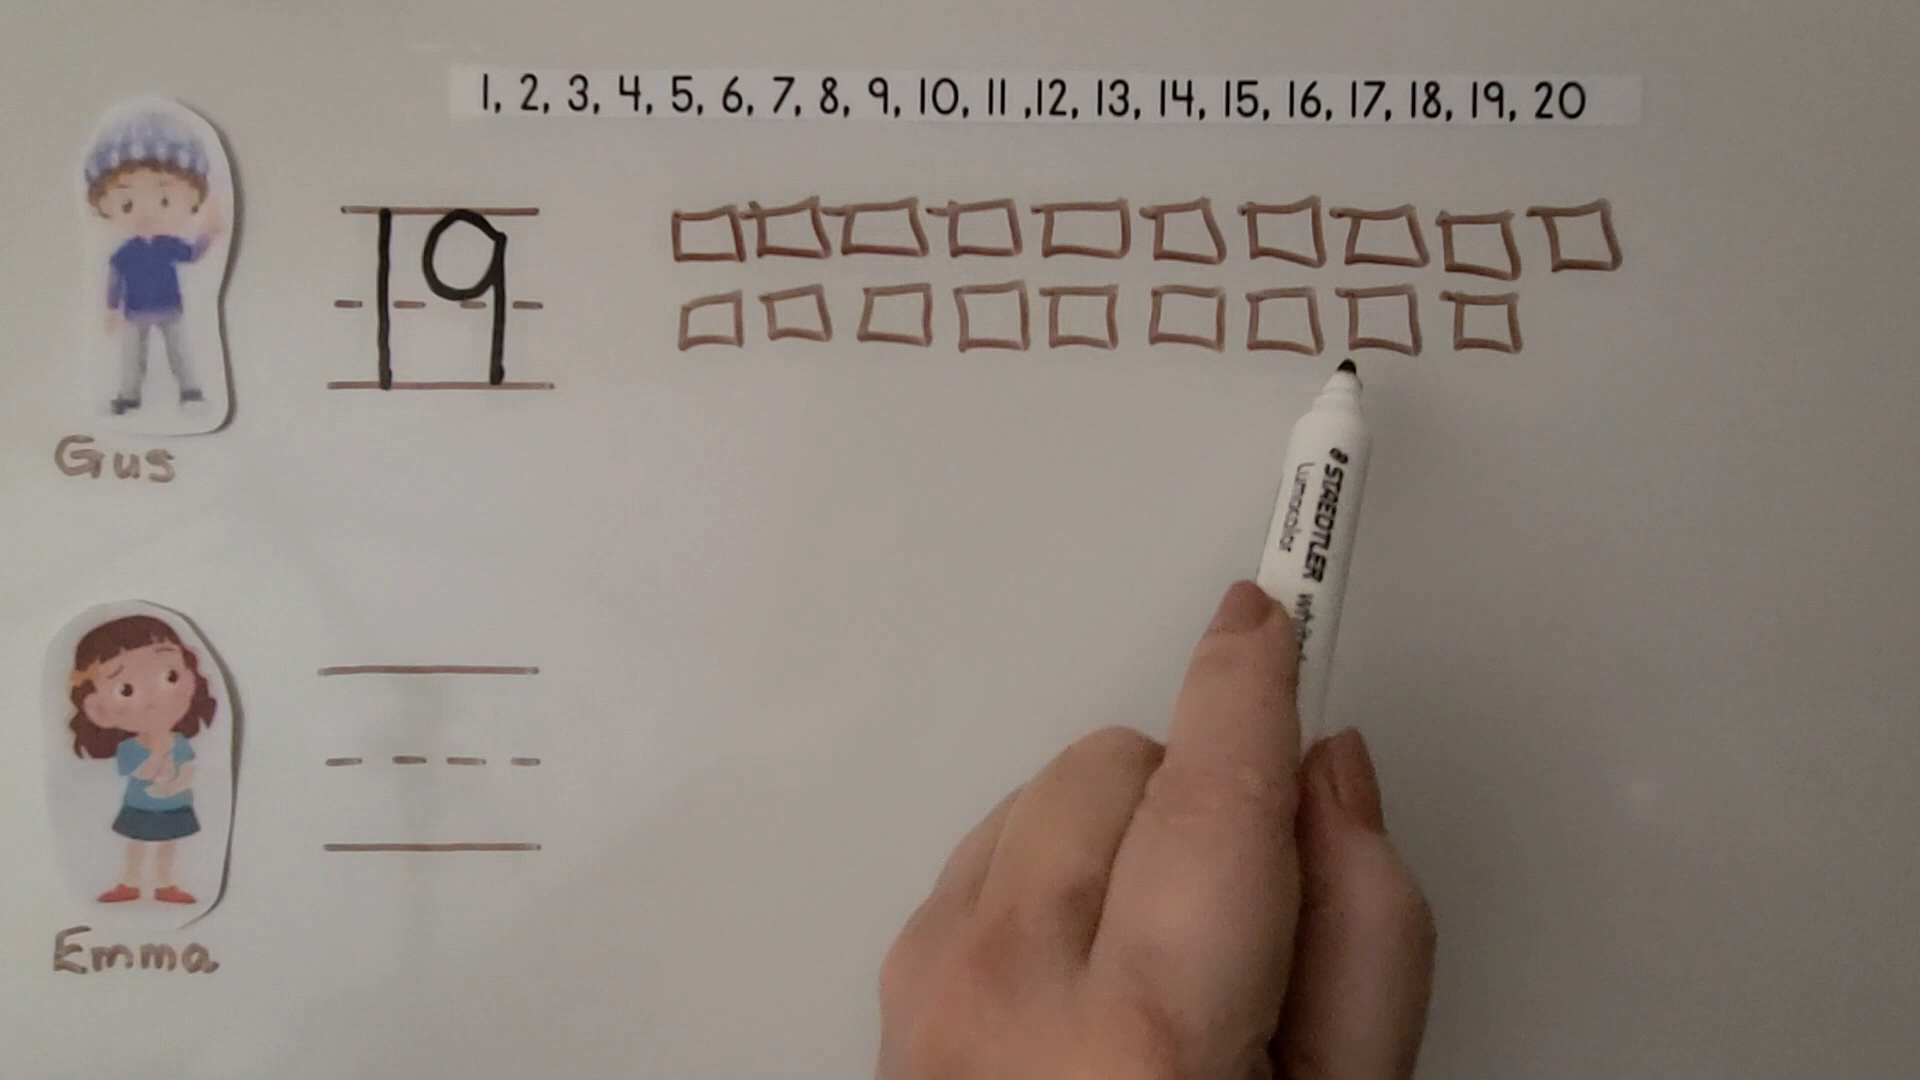 1, 2, 3, 4, 5, 6, 7, 8, 9, 10, 11 ,12, 13, 14, 15, 16, 17, 18, 19, 20
19
Gus
STAEDTLER
Lumocolor
Emma